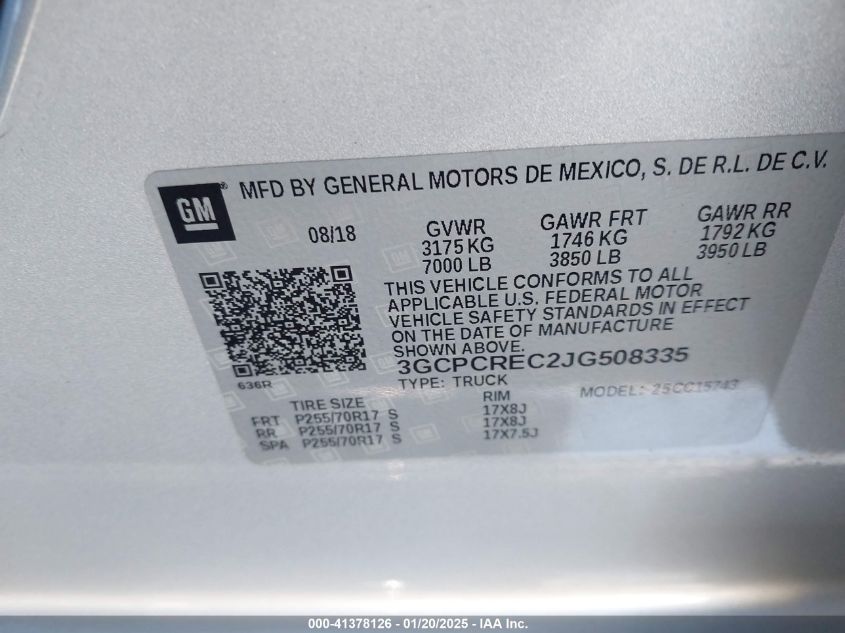 GM ® MFD BY GENERAL MOTORS DE MEXICO, S. DE R.L. DE C.V.
08/18 GVWR GAWR FRT GAWR RR
3175 KG 1746 KG 1792 KG
7000 LB 3850 LB 3950 LB
THIS VEHICLE CONFORMS TO ALL
APPLICABLE U.S. FEDERAL MOTOR
VEHICLE SAFETY STANDARDS IN EFFECT
ON THE DATE OF MANUFACTURE
SHOWN ABOVE.
3GCPCREC2JG508335
636R TYPE: TRUCK MODEL: 25CC15743
TIRE SIZE RIM
FRT P255/70R17 S 17X8J
RR P255/70R17 S 17X8J
SPA P255/70R17 S 17X7.5J
000-41378126 — 01/20/2025 - IAA Inc.